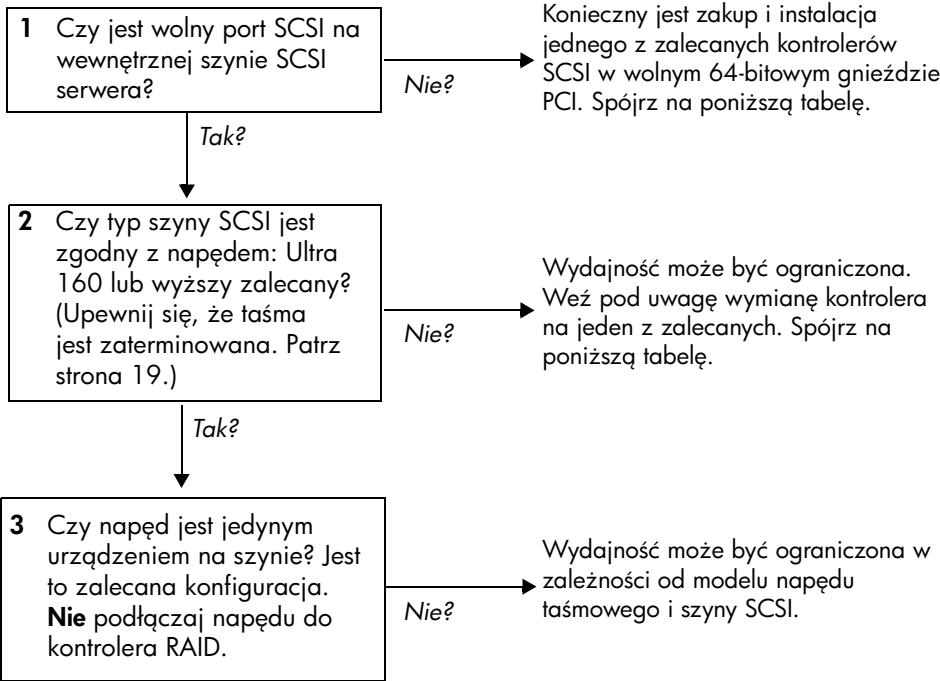 1 Czy jest wolny port SCSI na
wewnętrznej szynie SCSI
serwera?
Nie?
Konieczny jest zakup i instalacja
jednego z zalecanych kontrolerów
SCSI w wolnym 64-bitowym gnieździe
PCI. Spójrz na poniższą tabelę.
Tak?
2 Czy typ szyny SCSI jest
zgodny z napędem: Ultra
160 lub wyższy zalecany?
(Upewnij się, że taśma
jest zaterminowana. Patrz
strona 19.)
Nie?
Wydajność może być ograniczona.
Weź pod uwagę wymianę kontrolera
na jeden z zalecanych. Spójrz na
poniższą tabelę.
Tak?
3 Czy napęd jest jedynym
urządzeniem na szynie? Jest
to zalecana konfiguracja.
Nie podłączaj napędu do
kontrolera RAID.
Nie?
Wydajność może być ograniczona w
zależności od modelu napędu
taśmowego i szyny SCSI.